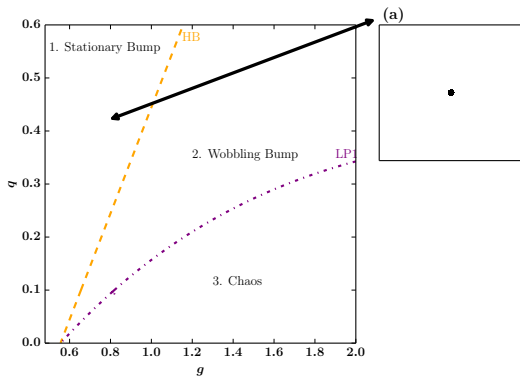 (a)
0.6
1. Stationary Bump
HB
0.5
0.4
q
2. Wobbling Bump
LP1
0.3
0.2
3. Chaos
0.1
0.0
0.6 0.8 1.0 1.2 1.4 1.6 1.8 2.0
g